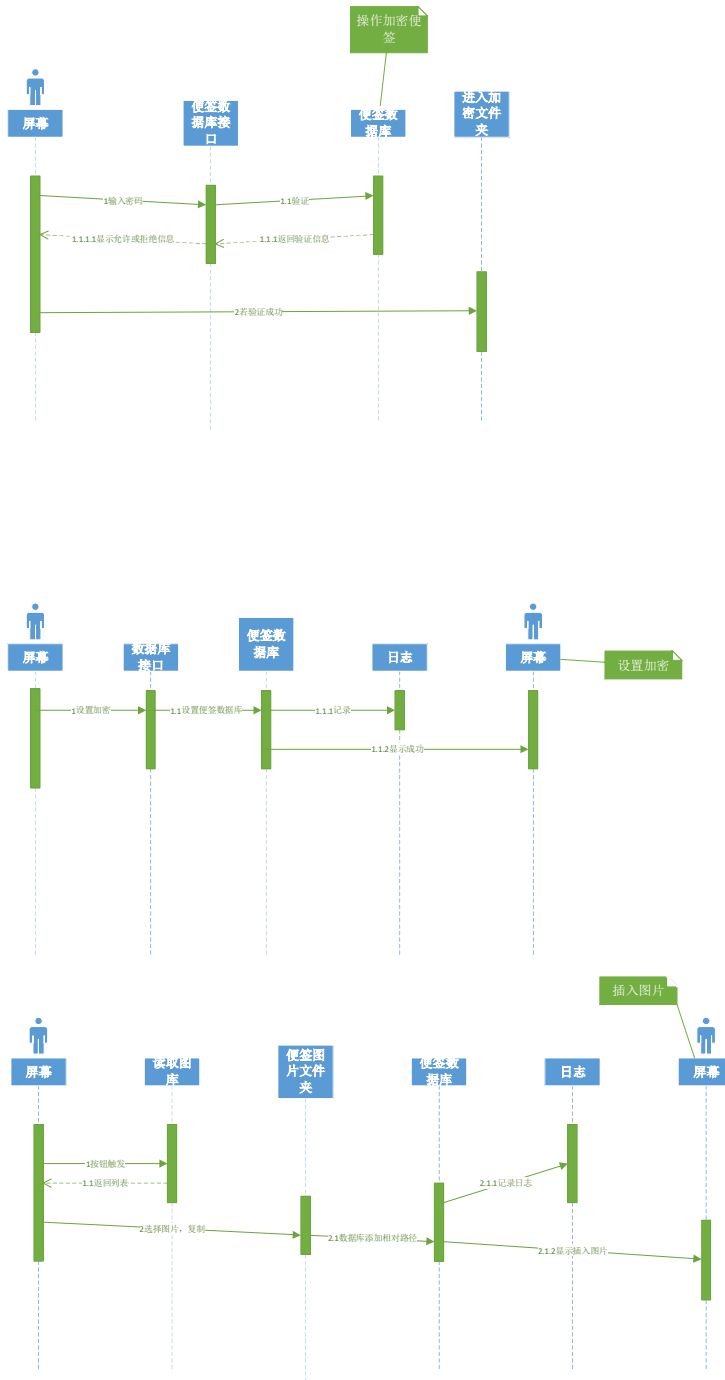 操作加密便
签
屏幕
便签数
据库接
口
便签数
据库
进入加
密文件
夹
1输入密码
1.1验证
1.1.1.1显示允许或拒绝信息
1.1.1返回验证信息
2若验证成功
屏幕
数据库
接口
便签数
据库
日志
屏幕
设置加密
1设置加密
1.1设置便签数据库
1.1.1记录
1.1.2显示成功
插入图片
屏幕
读取图
库
便签图
片文件
夹
便签数
据库
日志
屏幕
1按钮触发
1.1返回列表
2.1.1记录日志
2选择图片，复制
2.1数据库添加相对路径
2.1.2显示插入图片